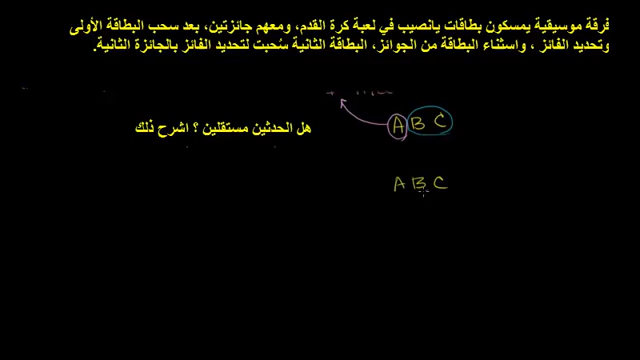 فرقة موسيقية يمسكون بطاقات يانصيب في لعبة كرة القدم، ومعهم جائزتين، بعد سحب البطاقة الأولى
وتحديد الفائز ، واستثناء البطاقة من الجوائز، البطاقة الثانية سُحبت لتحديد الفائز بالجائزة الثانية.
A B C
هل الحدثين مستقلين ؟ اشرح ذلك
A B C